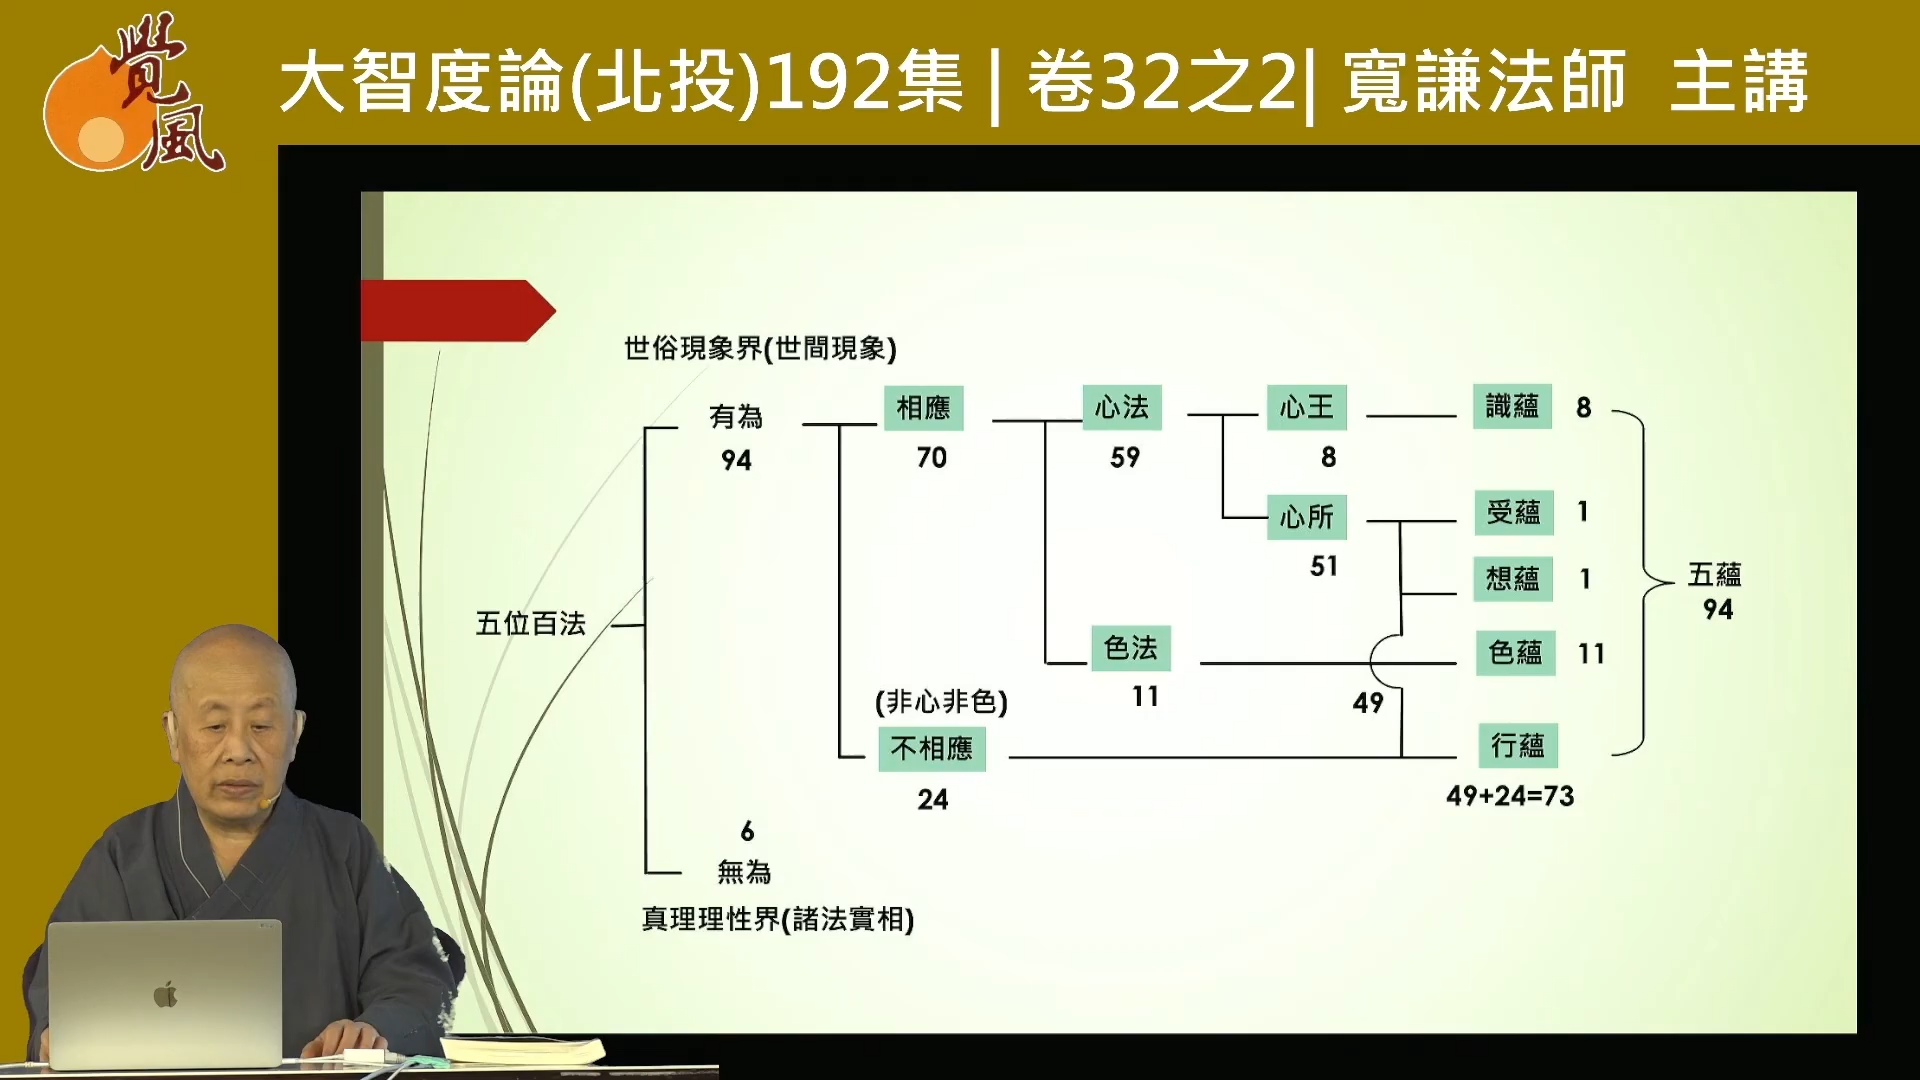 覺風
大智度論(北投)192集 | 卷32之2| 寬謙法師 主講
世俗現象界(世間現象)
有為
94
相應
70
心法
59
心王
8
識蘊 8
心所
51
受蘊 1
想蘊 1
五蘊
94
五位百法
色法
11
色蘊 11
49
(非心非色)
不相應
24
行蘊
49+24=73
6
無為
真理理性界(諸法實相)